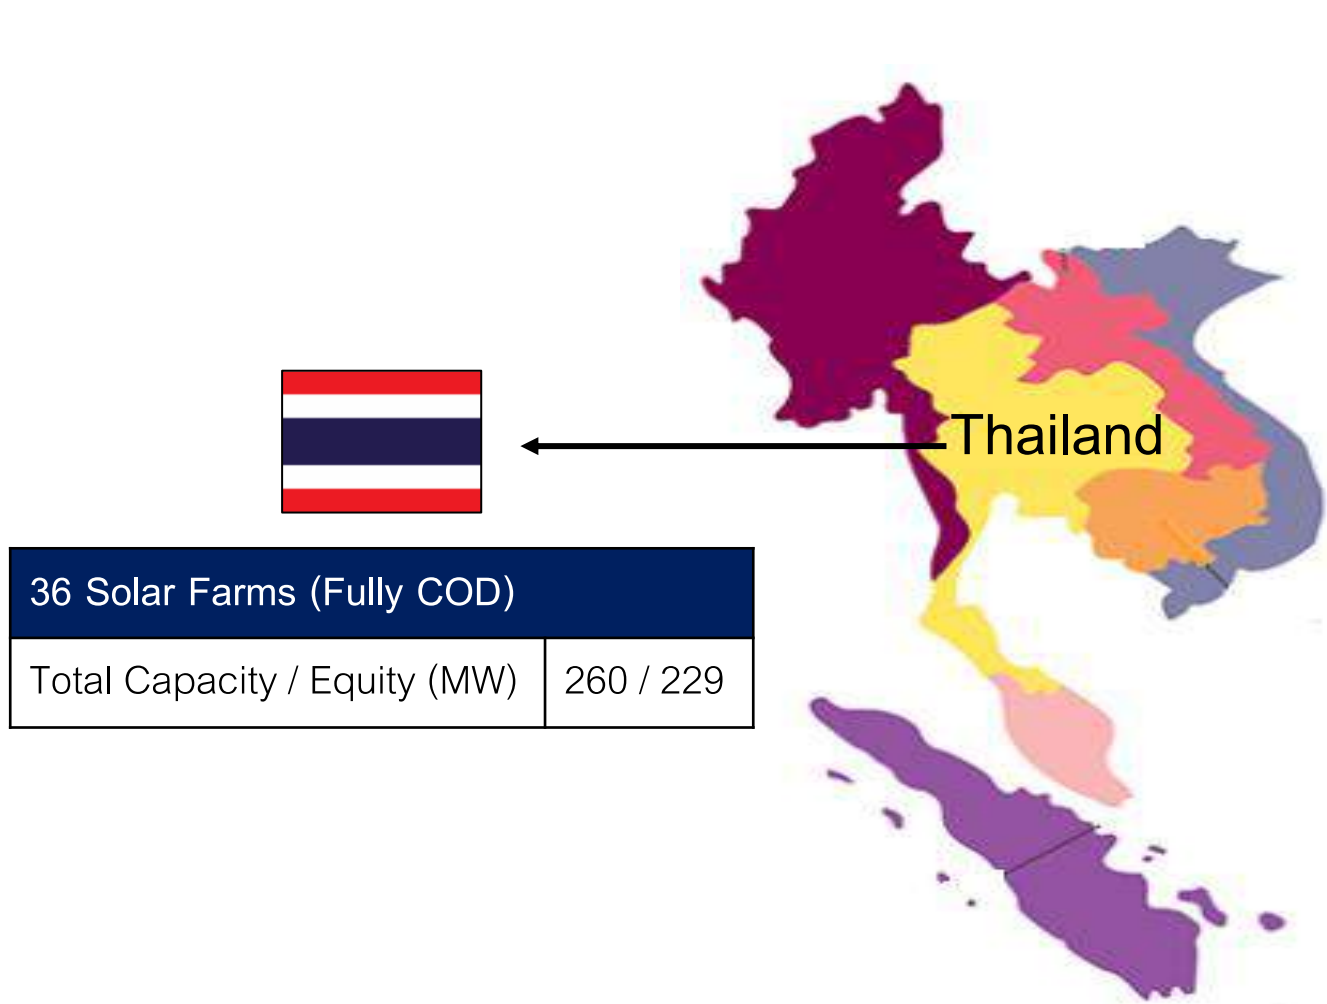 Thailand
36 Solar Farms (Fully COD)
Total Capacity / Equity (MW) 260 / 229